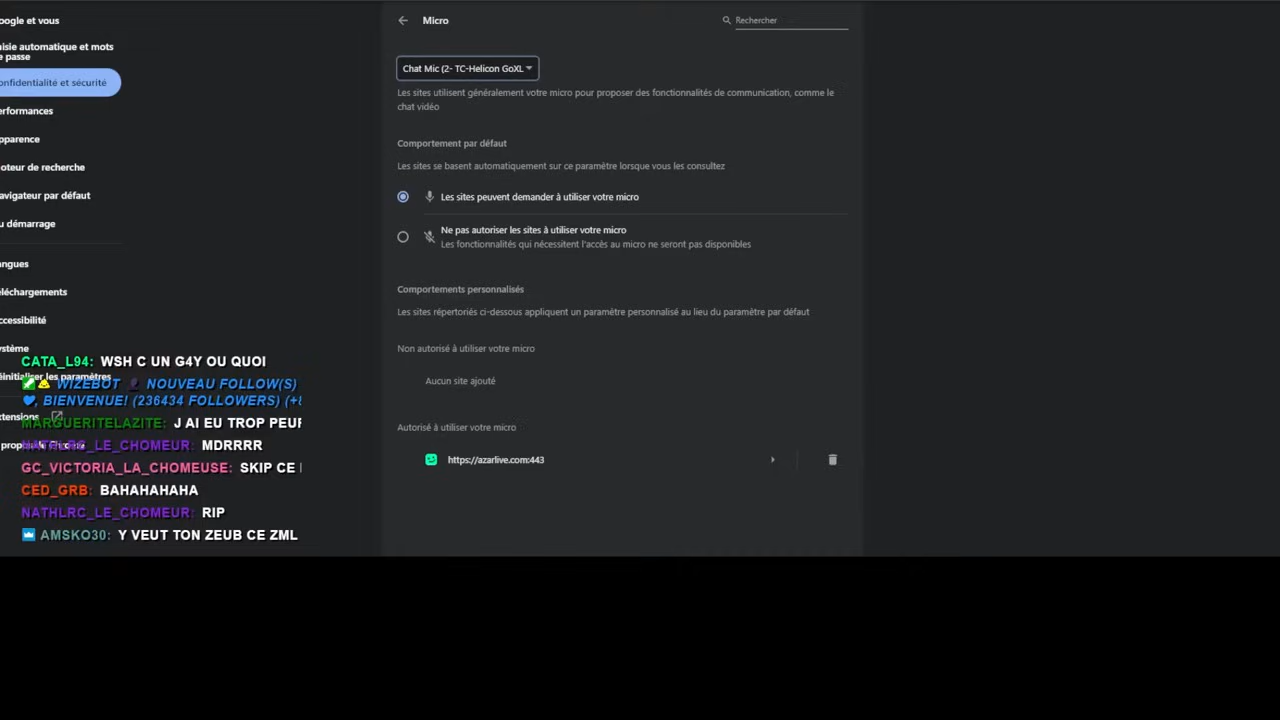 oogle et vous
isie automatique et mots
e passe
onfidentialité et sécurité
erformances
pparence
oteur de recherche
avigateur par défaut
u démarrage
angues
éléchargements
ccessibilité
stème
éinitialiser les paramètres
xtensions
Micro
Rechercher
Chat Mic (2- TC-Helicon GoXL
Les sites utilisent généralement votre micro pour proposer des fonctionnalités de communication, comme le
chat vidéo
Comportement par défaut
Les sites se basent automatiquement sur ce paramètre lorsque vous les consultez
Les sites peuvent demander à utiliser votre micro
Ne pas autoriser les sites à utiliser votre micro
Les fonctionnalités qui nécessitent l'accès au micro ne seront pas disponibles
Comportements personnalisés
Les sites répertoriés ci-dessous appliquent un paramètre personnalisé au lieu du paramètre par défaut
Non autorisé à utiliser votre micro
Aucun site ajouté
Autorisé à utiliser votre micro
https://azarlive.com:443
CATA_L94: WSH C UN G4Y OU QUOI
WIZEBOT NOUVEAU FOLLOW(S)
, BIENVENUE! (236434 FOLLOWERS) (+
MARGUERITELAZITE: J AI EU TROP PEUR
NATHLRC_LE_CHOMEUR: MDRRRR
GC_VICTORIA_LA_CHOMEUSE: SKIP CE
CED_GRB: BAHAHAHAHA
NATHLRC_LE_CHOMEUR: RIP
AMSKO30: Y VEUT TON ZEUB CE ZML